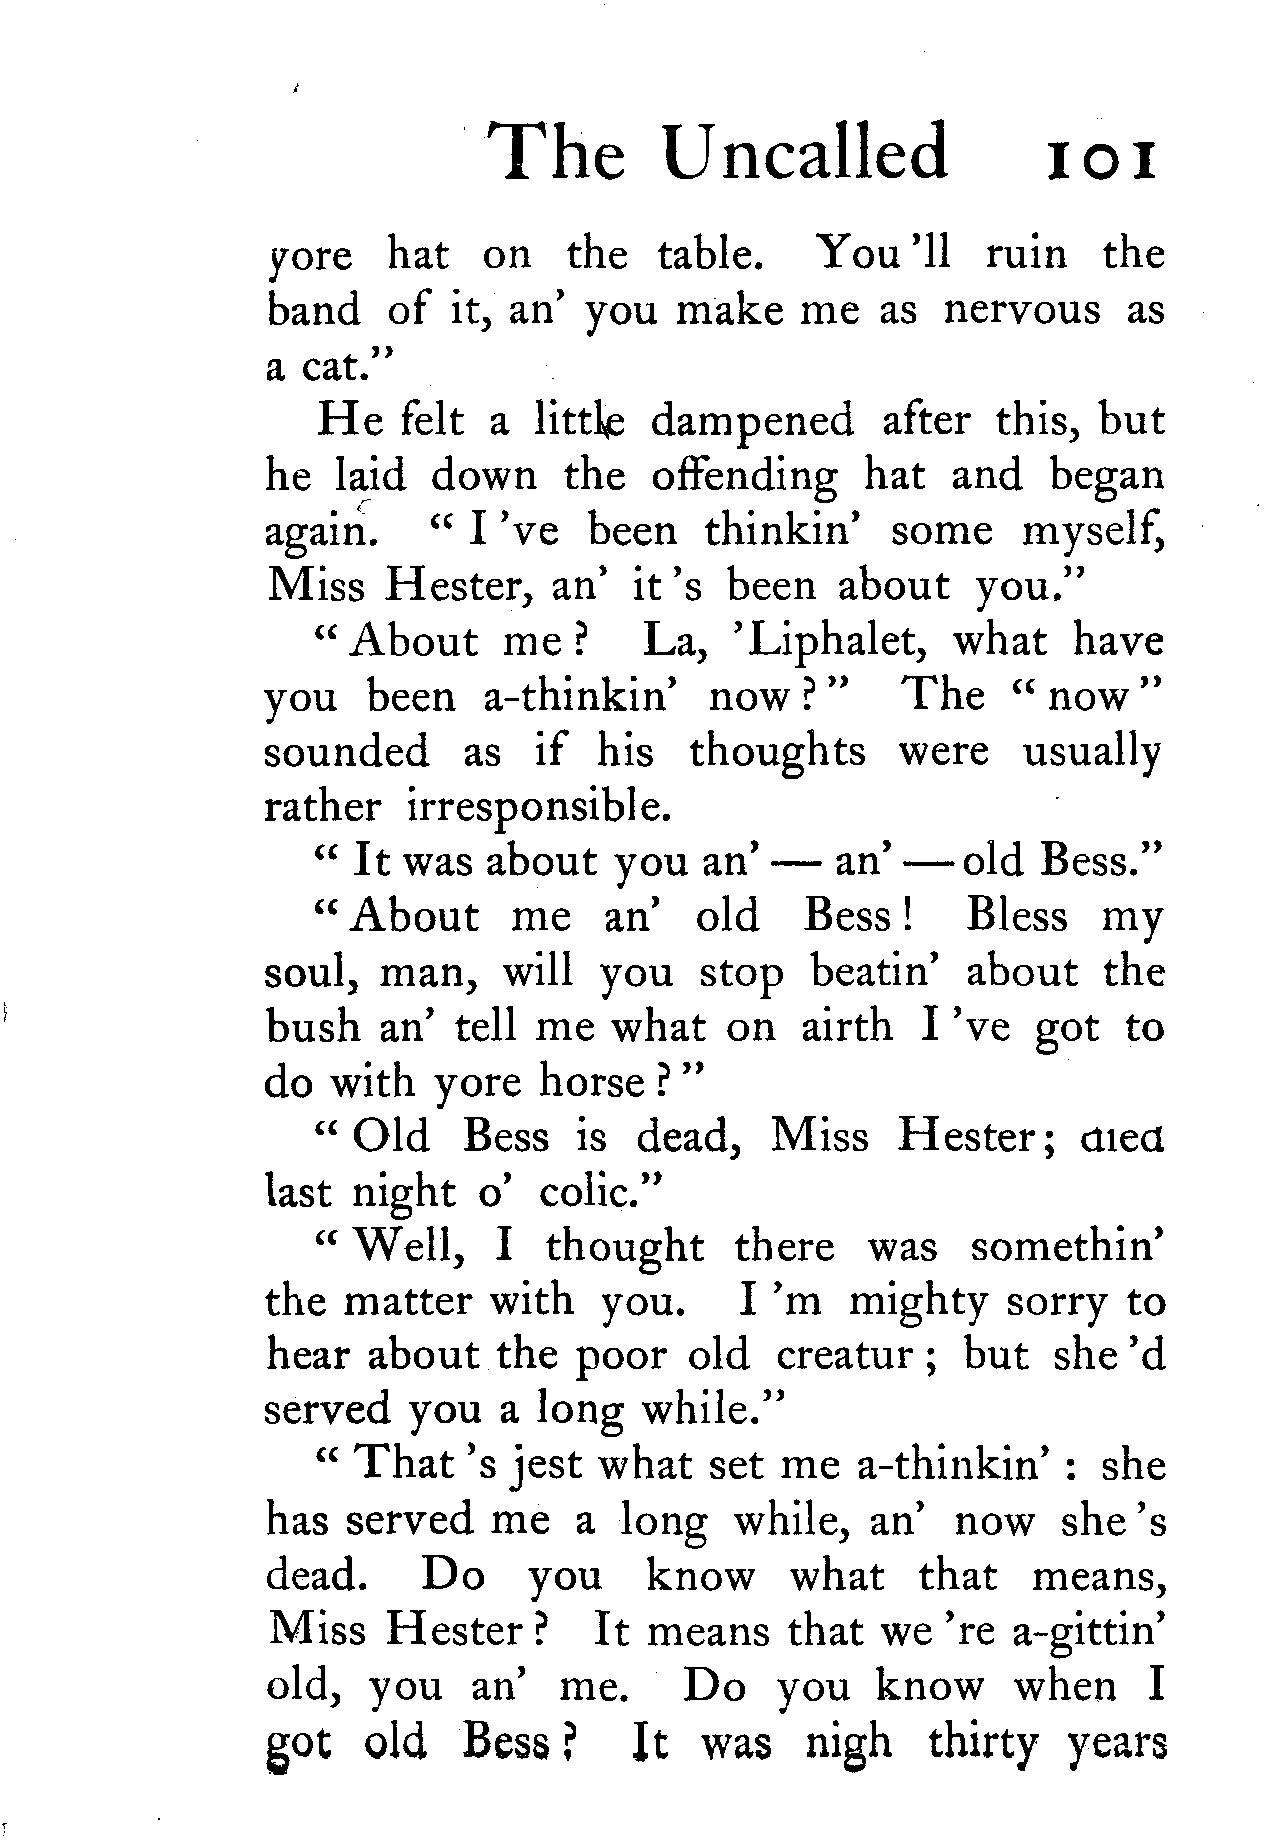 The Uncalled 101
yore hat on the table. You 'll ruin the
band of it, an' you make me as nervous as
a cat."
He felt a little dampened after this, but
he laid down the offending hat and began
again. "I 've been thinkin' some myself,
Miss Hester, an' it 's been about you."
"About me? La, 'Liphalet, what have
you been a-thinkin' now?" The "now"
sounded as if his thoughts were usually
rather irresponsible.
"It was about you an' — an' — old Bess."
"About me an' old Bess! Bless my
soul, man, will you stop beatin' about the
bush an' tell me what on airth I 've got to
do with yore horse?"
"Old Bess is dead, Miss Hester; died
last night o' colic."
"Well, I thought there was somethin'
the matter with you. I 'm mighty sorry to
hear about the poor old creatur; but she 'd
served you a long while."
"That 's jest what set me a-thinkin': she
has served me a long while, an' now she 's
dead. Do you know what that means,
Miss Hester? It means that we 're a-gittin'
old, you an' me. Do you know when I
got old Bess? It was nigh thirty years